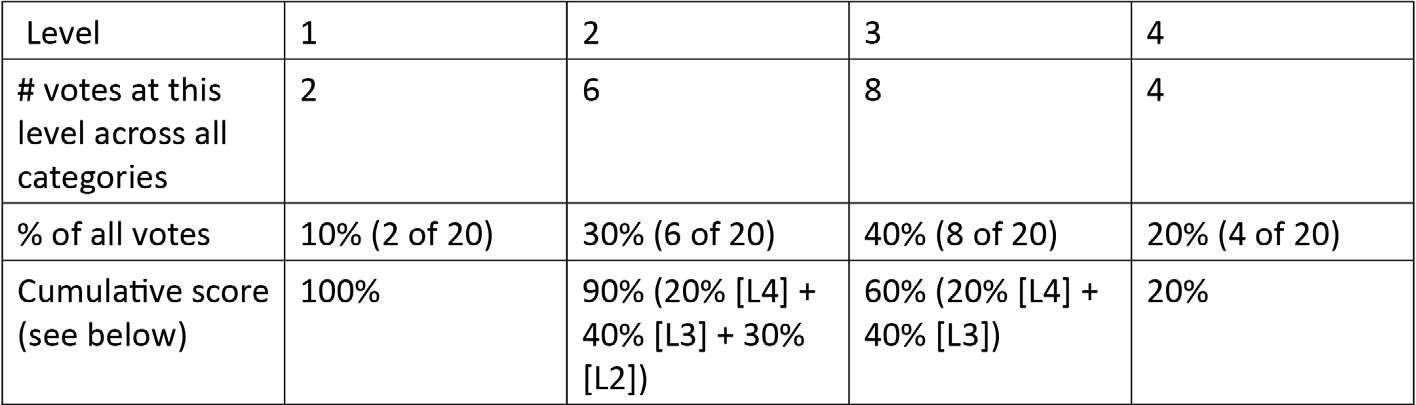 Level 1 2 3 4
# votes at this 2 6 8 4
level across all
categories
% of all votes 10% (2 of 20) 30% (6 of 20) 40% (8 of 20) 20% (4 of 20)
Cumulative score 100% 90% (20% [L4] + 60% (20% [L4] + 20%
(see below) 40% [L3] + 30% 40% [L3])
[L2])